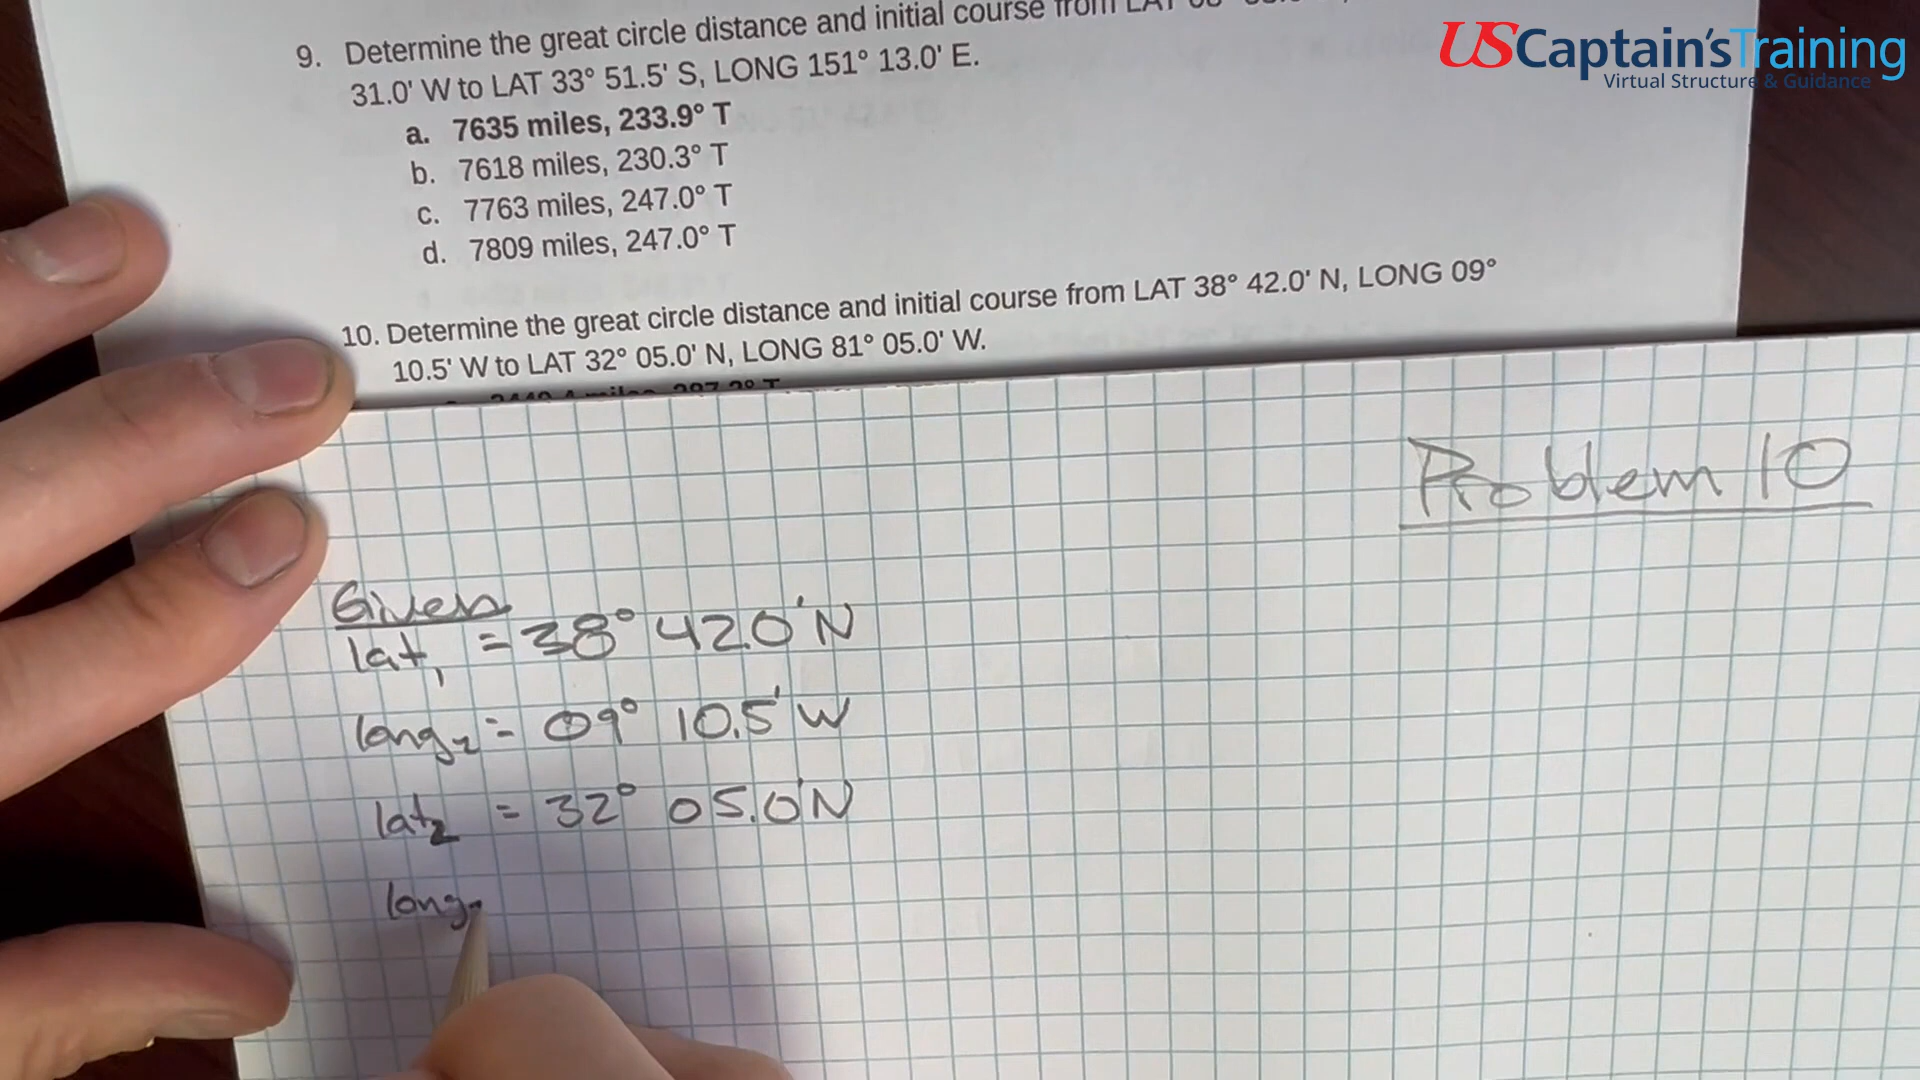 USCaptain'sTraining
Virtual Structure & Guidance
9. Determine the great circle distance and initial course from LAT
31.0' W to LAT 33° 51.5' S, LONG 151° 13.0' E.
a. 7635 miles, 233.9° T
b. 7618 miles, 230.3° T
c. 7763 miles, 247.0° T
d. 7809 miles, 247.0° T
10. Determine the great circle distance and initial course from LAT 38° 42.0' N, LONG 09°
10.5' W to LAT 32° 05.0' N, LONG 81° 05.0' W.
Problem 10
Given
lat1 = 38° 42.0' N
long2 = 09° 10.5' W
lat2 = 32° 05.0' N
long